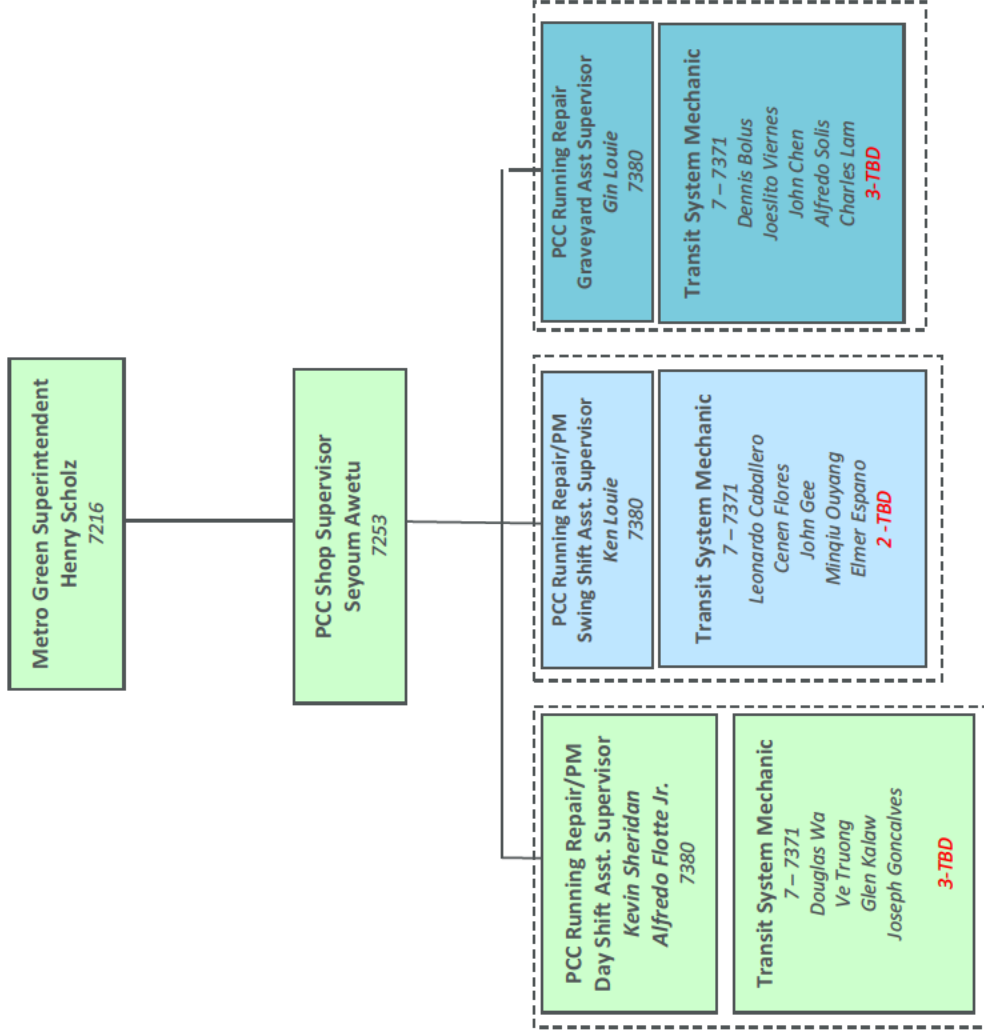 Metro Green Superintendent
Henry Scholz
7216
PCC Shop Supervisor
Seyoum Awetu
7253
PCC Running Repair/PM
Day Shift Asst. Supervisor
Kevin Sheridan
Alfredo Flotte Jr.
7380
Transit System Mechanic
7 – 7371
Douglas Wa
Ve Truong
Glen Kalaw
Joseph Goncalves
3-TBD
PCC Running Repair/PM
Swing Shift Asst. Supervisor
Ken Louie
7380
Transit System Mechanic
7 – 7371
Leonardo Caballero
Cenen Flores
John Gee
Minqiu Ouyang
Elmer Espano
2 -TBD
PCC Running Repair
Graveyard Asst Supervisor
Gin Louie
7380
Transit System Mechanic
7 – 7371
Dennis Bolus
Joeslito Viernes
John Chen
Alfredo Solis
Charles Lam
3-TBD